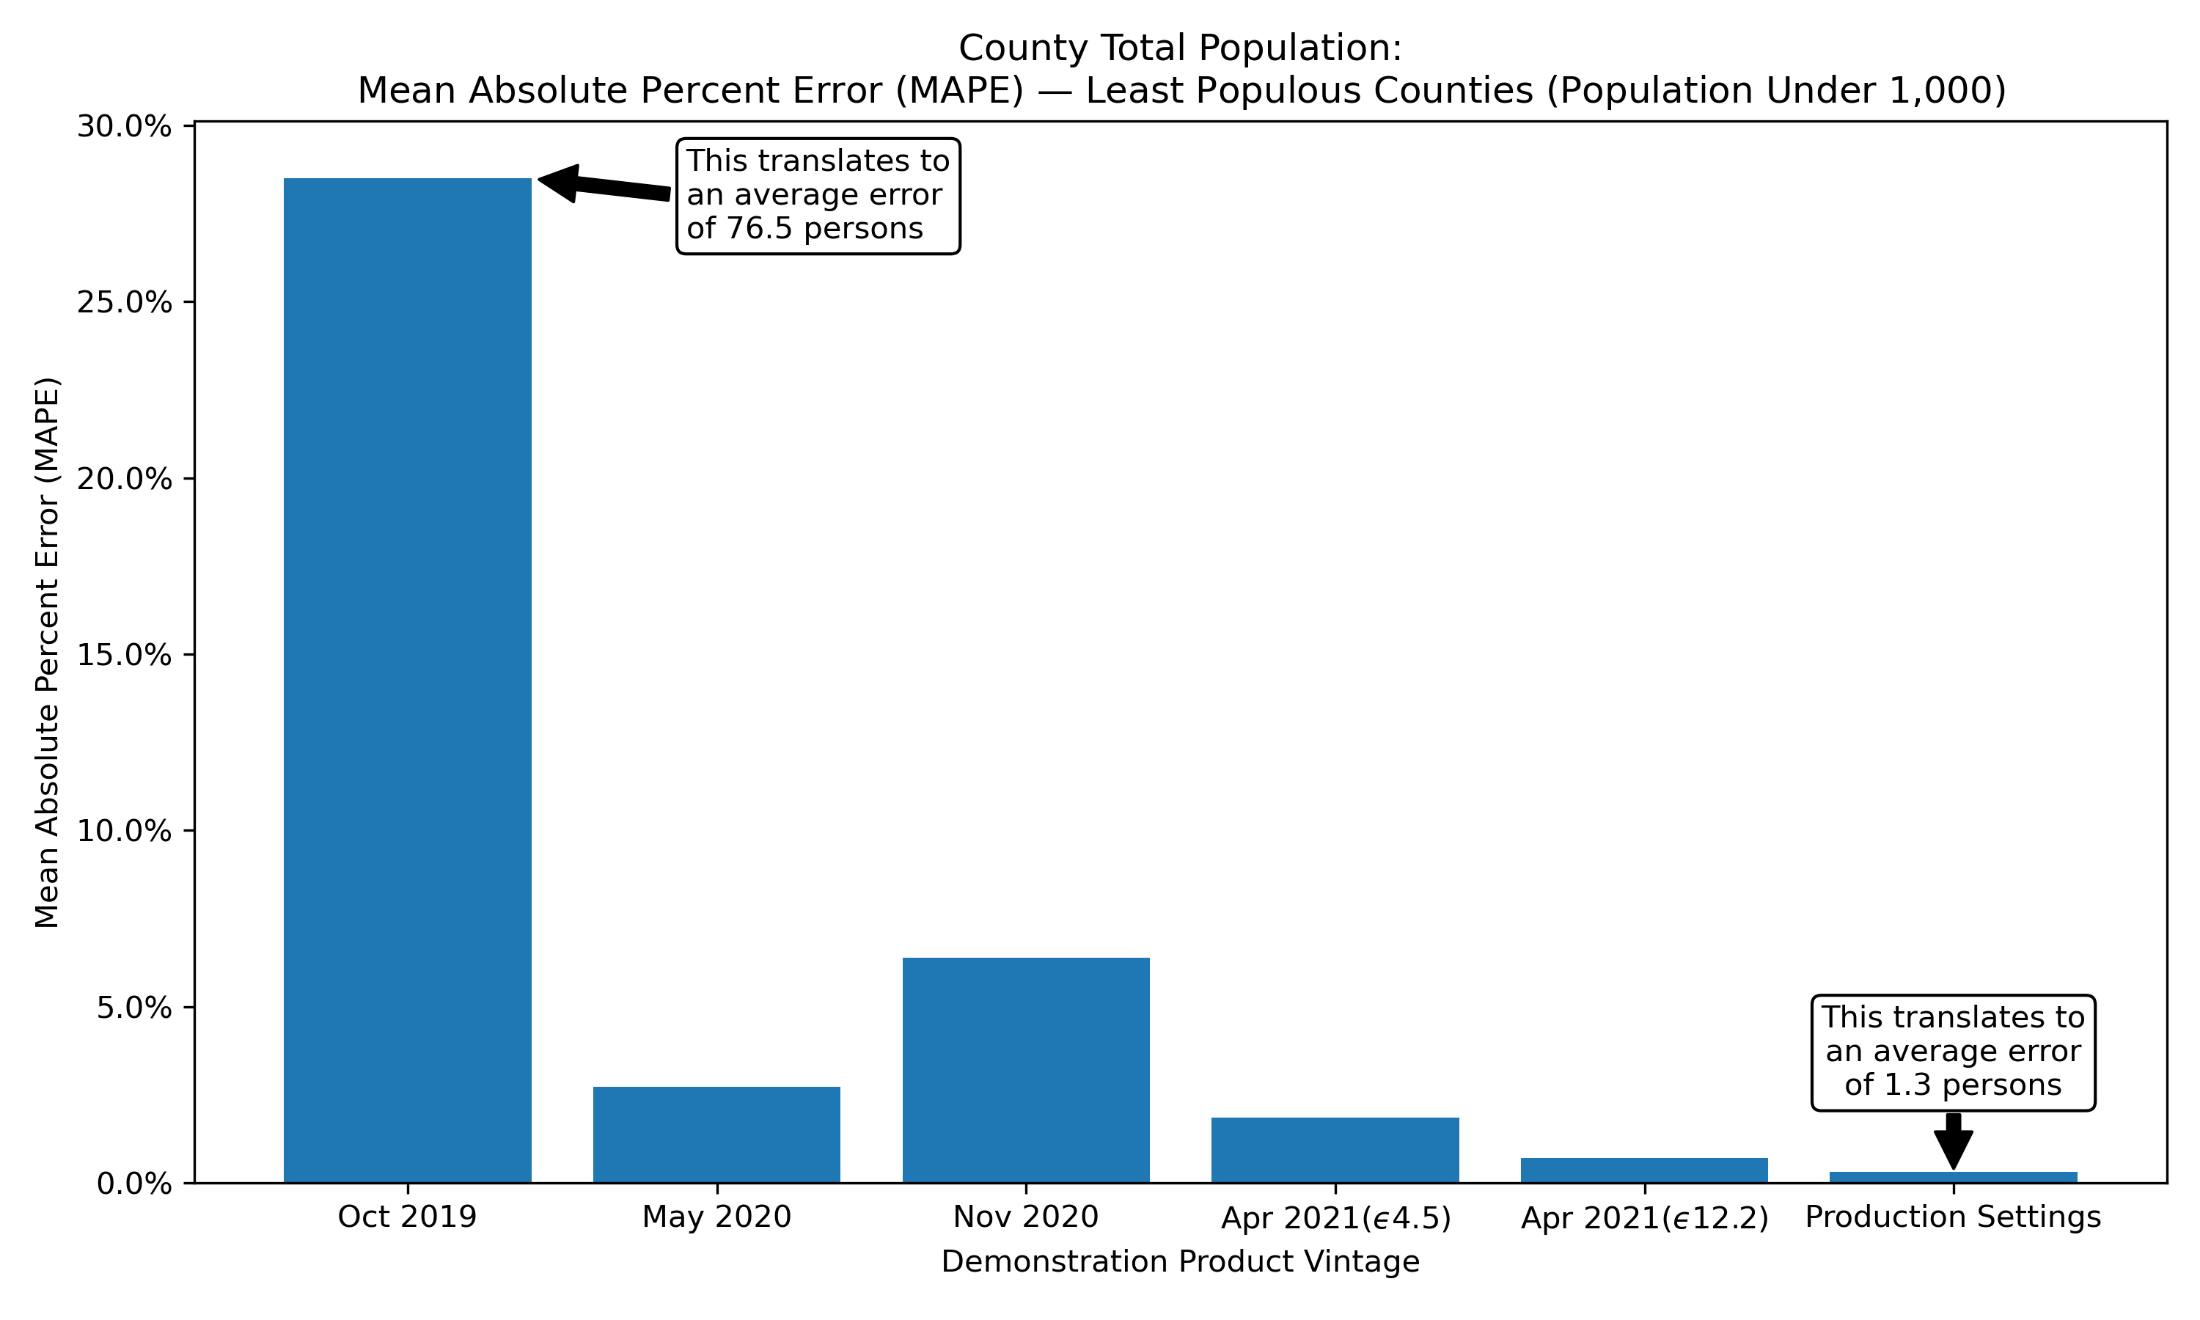 County Total Population:
Mean Absolute Percent Error (MAPE) — Least Populous Counties (Population Under 1,000)
Mean Absolute Percent Error (MAPE)
30.0%
25.0%
20.0%
15.0%
10.0%
5.0%
0.0%
This translates to
an average error
of 76.5 persons
This translates to
an average error
of 1.3 persons
Oct 2019
May 2020
Nov 2020
Apr 2021(ϵ4.5)
Apr 2021(ϵ12.2)
Production Settings
Demonstration Product Vintage